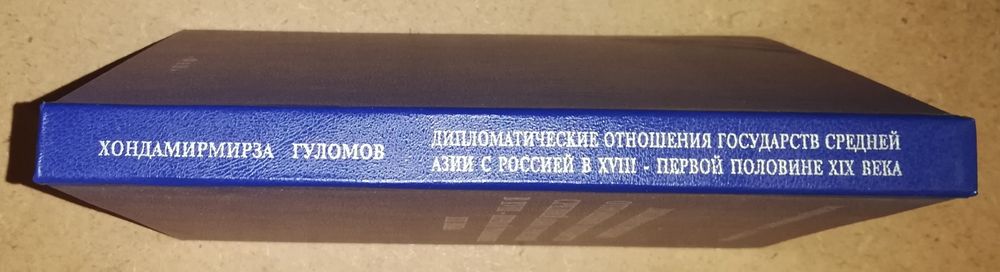 ХОНДАМИРМИРЗА ГУЛОМОВ
ДИПЛОМАТИЧЕСКИЕ ОТНОШЕНИЯ ГОСУДАРСТВ СРЕДНЕЙ
АЗИИ С РОССИЕЙ В XVIII - ПЕРВОЙ ПОЛОВИНЕ XIX ВЕКА